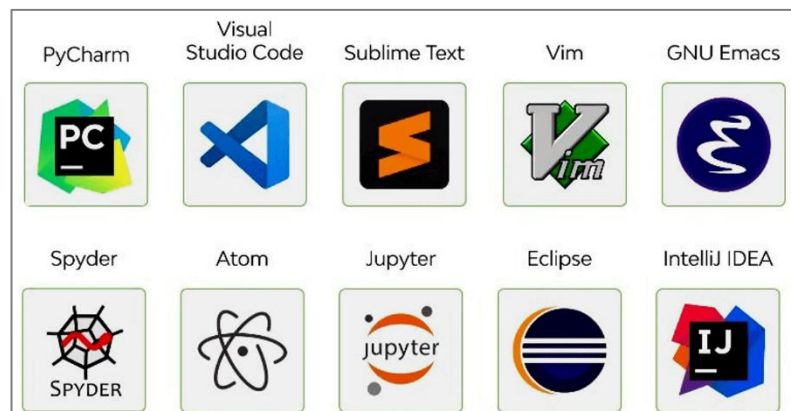 PyCharm
Visual
Studio Code
Sublime Text
Vim
GNU Emacs
PC
Vim
Spyder
Atom
Jupyter
Eclipse
IntelliJ IDEA
SPYDER
Jupyter
IJ